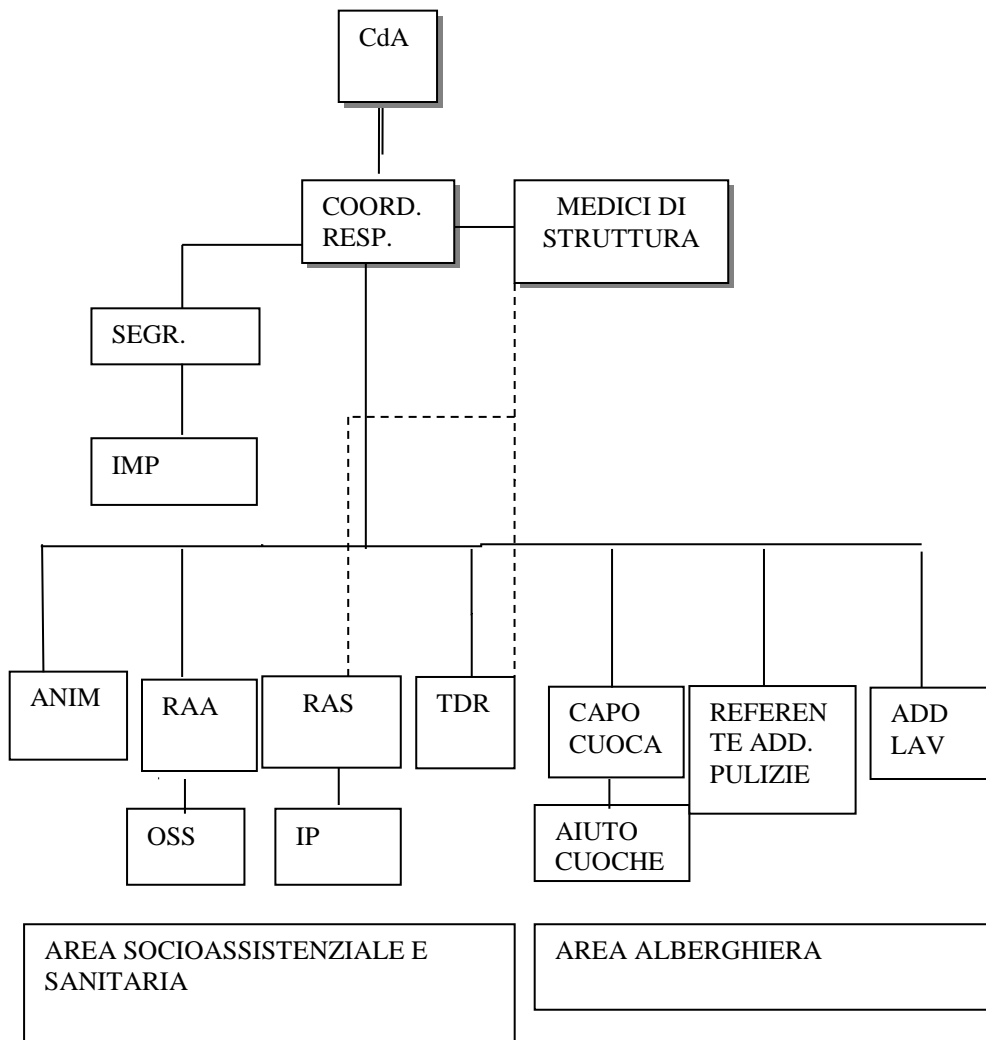 CdA
COORD.
RESP.
MEDICI DI
STRUTTURA
SEGR.
IMP
ANIM
RAA
RAS
TDR
CAPO
CUOCA
REFEREN
TE ADD.
PULIZIE
ADD
LAV
OSS
IP
AIUTO
CUOCHE
AREA SOCIOASSISTENZIALE E
SANITARIA
AREA ALBERGHIERA